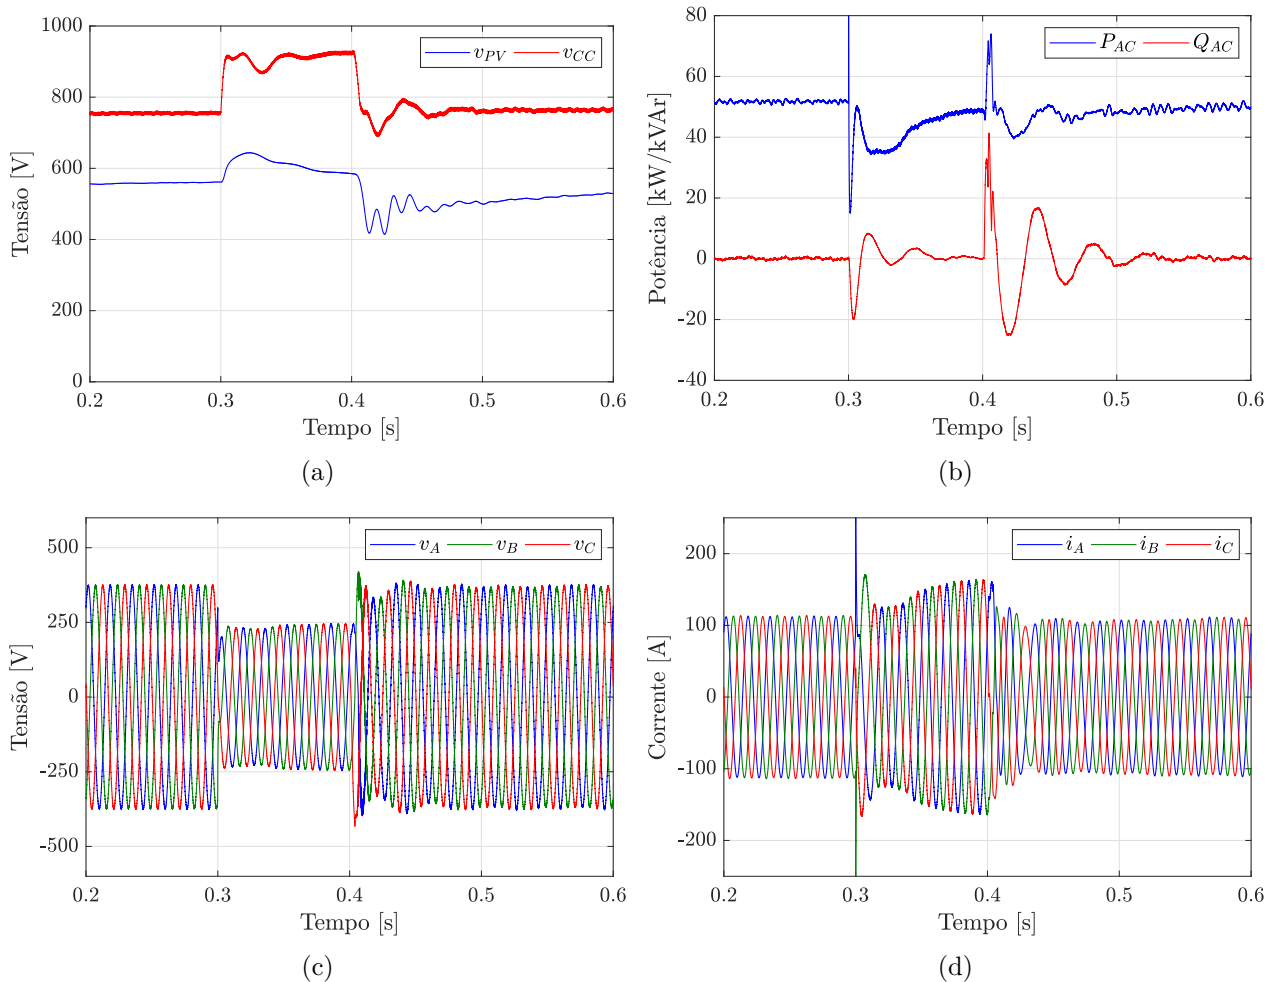 1000
800
600
400
200
0
Tensão [V]
v_PV v_CC
0.2 0.3 0.4 0.5 0.6
Tempo [s]
(a)
80
60
40
20
0
-20
-40
Potência [kW/kVAr]
P_AC Q_AC
0.2 0.3 0.4 0.5 0.6
Tempo [s]
(b)
500
250
0
-250
-500
Tensão [V]
v_A v_B v_C
0.2 0.3 0.4 0.5 0.6
Tempo [s]
(c)
200
100
0
-100
-200
Corrente [A]
i_A i_B i_C
0.2 0.3 0.4 0.5 0.6
Tempo [s]
(d)